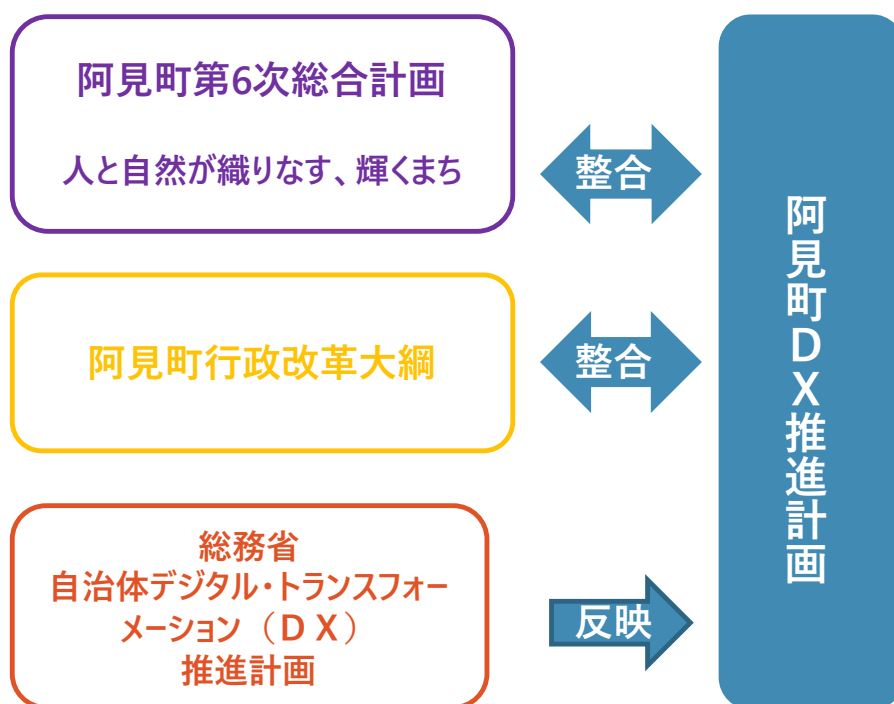 阿見町第6次総合計画
人と自然が織りなす、輝くまち
整合
阿見町行政改革大綱
整合
総務省
自治体デジタル・トランスフォー
メーション（ＤＸ）
推進計画
反映
阿見町ＤＸ推進計画